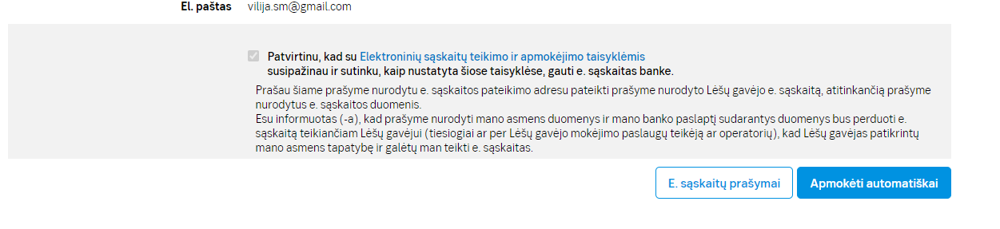 El. paštas vilija.sm@gmail.com
Patvirtinu, kad su Elektroninių sąskaitų teikimo ir apmokėjimo taisyklėmis
susipažinau ir sutinku, kaip nustatyta šiose taisyklėse, gauti e. sąskaitas banke.
Prašau šiame prašyme nurodytu e. sąskaitos pateikimo adresu pateikti prašyme nurodyto Lėšų gavėjo e. sąskaitą, atitinkančią prašyme
nurodytus e. sąskaitos duomenis.
Esu informuotas (-a), kad prašyme nurodyti mano asmens duomenys ir mano banko paslaptį sudarantys duomenys bus perduoti e.
sąskaitą teikiančiam Lėšų gavėjui (tiesiogiai ar per Lėšų gavėjo mokėjimo paslaugų teikėją ar operatorių), kad Lėšų gavėjas patikrintų
mano asmens tapatybę ir galėtų man teikti e. sąskaitas.
E. sąskaitų prašymai Apmokėti automatiškai